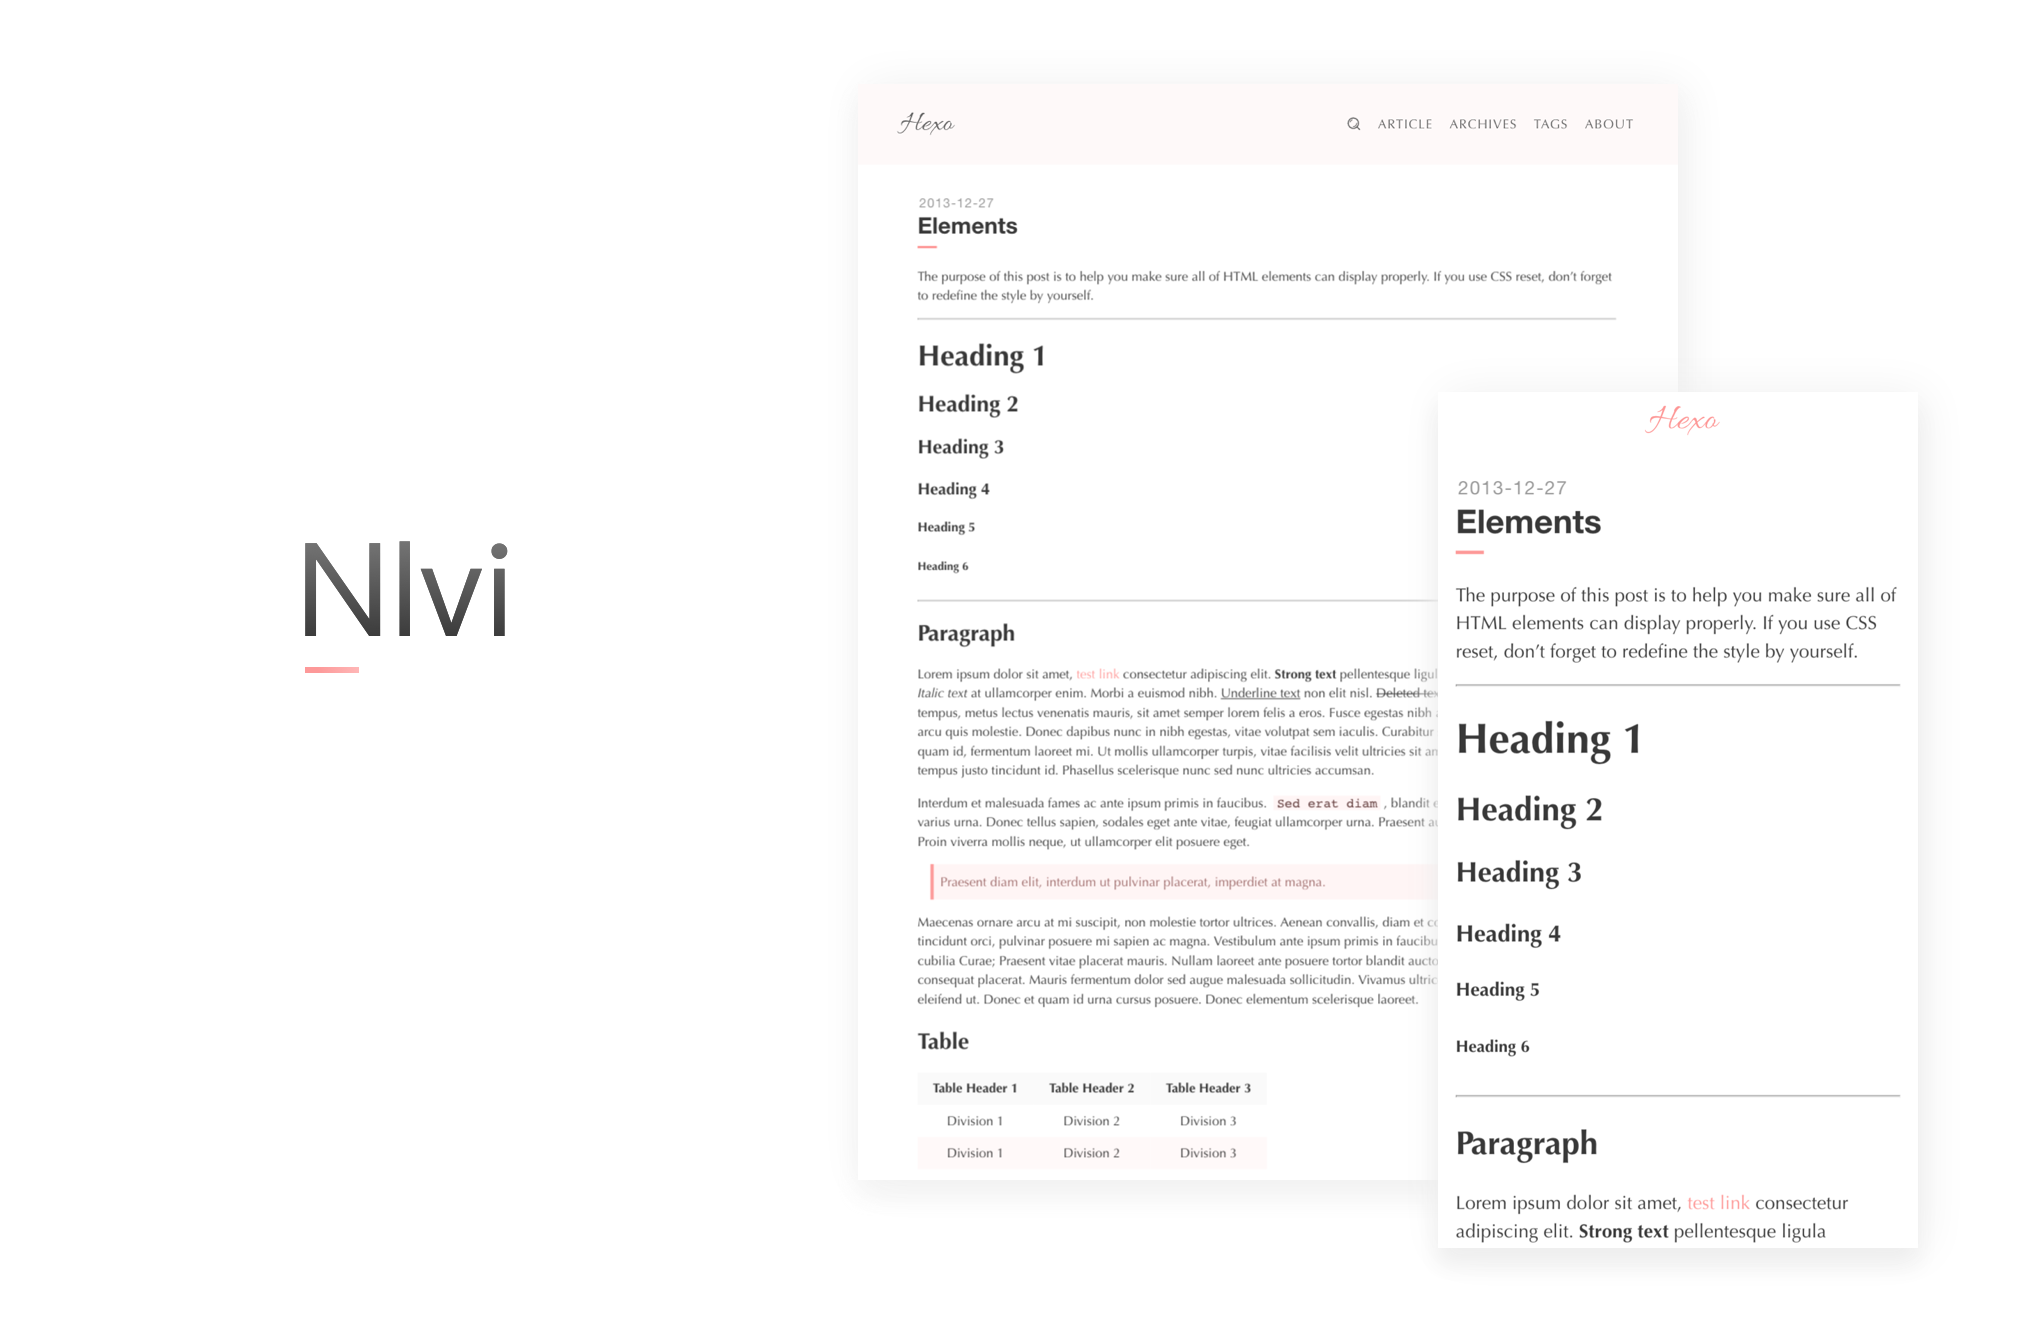 Nlvi
Hexo
ARTICLE ARCHIVES TAGS ABOUT
2013-12-27
Elements
The purpose of this post is to help you make sure all of HTML elements can display properly. If you use CSS reset, don’t forget
to redefine the style by yourself.
Heading 1
Heading 2
Heading 3
Heading 4
Heading 5
Heading 6
Paragraph
Lorem ipsum dolor sit amet, test link consectetur adipiscing elit. Strong text pellentesque ligul
Italic text at ullamcorper enim. Morbi a euismod nibh. Underline text non elit nisl. Deleted te
tempus, metus lectus venenatis mauris, sit amet semper lorem felis a eros. Fusce egestas nibh
arcu quis molestie. Donec dapibus nunc in nibh egestas, vitae volutpat sem iaculis. Curabitur
quam id, fermentum laoreet mi. Ut mollis ullamcorper turpis, vitae facilisis velit ultricies sit
tempus justo tincidunt id. Phasellus scelerisque nunc sed nunc ultricies accumsan.
Interdum et malesuada fames ac ante ipsum primis in faucibus. Sed erat diam , blandit
varius urna. Donec tellus sapien, sodales eget ante vitae, feugiat ullamcorper urna. Praesent
Proin viverra mollis neque, ut ullamcorper elit posuere eget.
Praesent diam elit, interdum ut pulvinar placerat, imperdiet at magna.
Maecenas ornare arcu at mi suscipit, non molestie tortor ultrices. Aenean convallis, diam et
tincidunt orci, pulvinar posuere mi sapien ac magna. Vestibulum ante ipsum primis in faucibu
cubilia Curae; Praesent vitae placerat mauris. Nullam laoreet ante posuere tortor blandit aucto
consequat placerat. Mauris fermentum dolor sed augue malesuada sollicitudin. Vivamus ultric
eleifend ut. Donec et quam id urna cursus posuere. Donec elementum scelerisque laoreet.
Table
Table Header 1 Table Header 2 Table Header 3
Division 1 Division 2 Division 3
Division 1 Division 2 Division 3
Hexo
2013-12-27
Elements
The purpose of this post is to help you make sure all of
HTML elements can display properly. If you use CSS
reset, don’t forget to redefine the style by yourself.
Heading 1
Heading 2
Heading 3
Heading 4
Heading 5
Heading 6
Paragraph
Lorem ipsum dolor sit amet, test link consectetur
adipiscing elit. Strong text pellentesque ligula